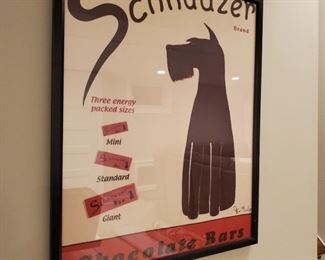 Schnauzer
Brand
Three energy
packed sizes
Mini
Standard
Giant
Chocolate Bars